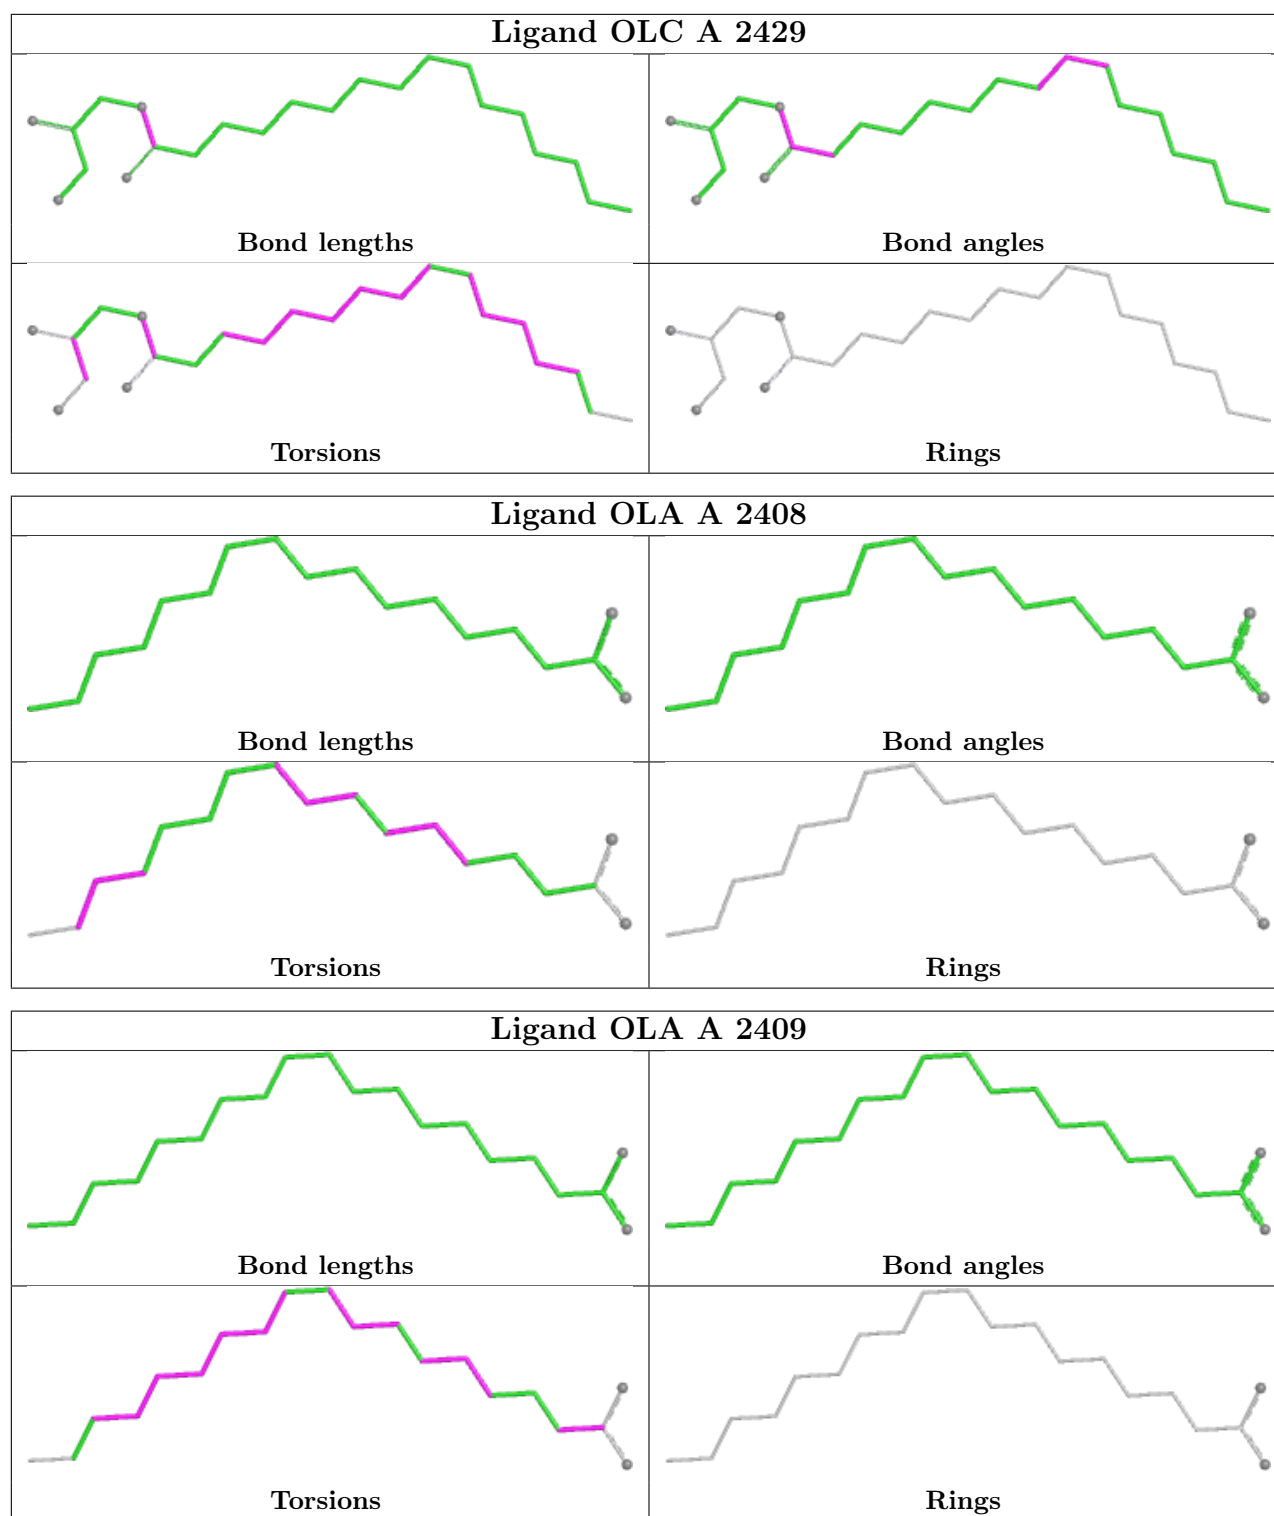 Ligand OLC A 2429
Bond lengths
Bond angles
Torsions
Rings
Ligand OLA A 2408
Bond lengths
Bond angles
Torsions
Rings
Ligand OLA A 2409
Bond lengths
Bond angles
Torsions
Rings